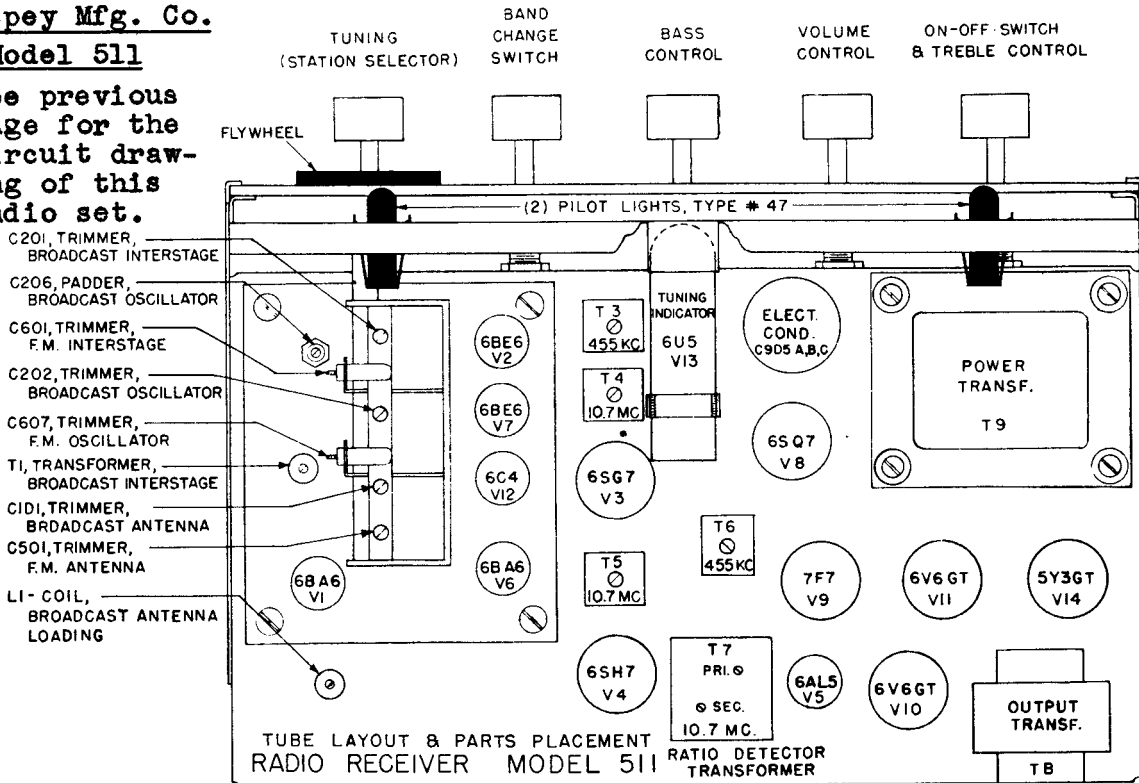 pey Mfg. Co.
Model 511
previous
ge for the
rcuit draw-
g of this
dio set.
TUNING
(STATION SELECTOR)
BAND
CHANGE
SWITCH
BASS
CONTROL
VOLUME
CONTROL
ON-OFF SWITCH
& TREBLE CONTROL
FLYWHEEL
(2) PILOT LIGHTS, TYPE # 47
C201, TRIMMER,
BROADCAST INTERSTAGE
C206, PADDER,
BROADCAST OSCILLATOR
C601, TRIMMER,
F.M. INTERSTAGE
C202, TRIMMER,
BROADCAST OSCILLATOR
C607, TRIMMER,
F.M. OSCILLATOR
T1, TRANSFORMER,
BROADCAST INTERSTAGE
C101, TRIMMER,
BROADCAST ANTENNA
C501, TRIMMER,
F.M. ANTENNA
L1- COIL,
BROADCAST ANTENNA
LOADING
6BE6
V2
6BE6
V7
6C4
V12
6BA6
V1
6BA6
V6
T 3
455 KC
T 4
10.7 MC
6SG7
V3
T5
10.7 MC
6SH7
V4
TUNING
INDICATOR
6U5
V13
ELECT.
COND.
C9D5 A,B,C
6SQ7
V8
POWER
TRANSF.
T9
T6
455 KC
7F7
V9
6V6 GT
V11
5Y3GT
V14
T 7
PRI.
SEC.
10.7 MC.
6AL5
V5
6V6GT
V10
OUTPUT
TRANSF.
T8
RATIO DETECTOR
TRANSFORMER
TUBE LAYOUT & PARTS PLACEMENT
RADIO RECEIVER MODEL 511